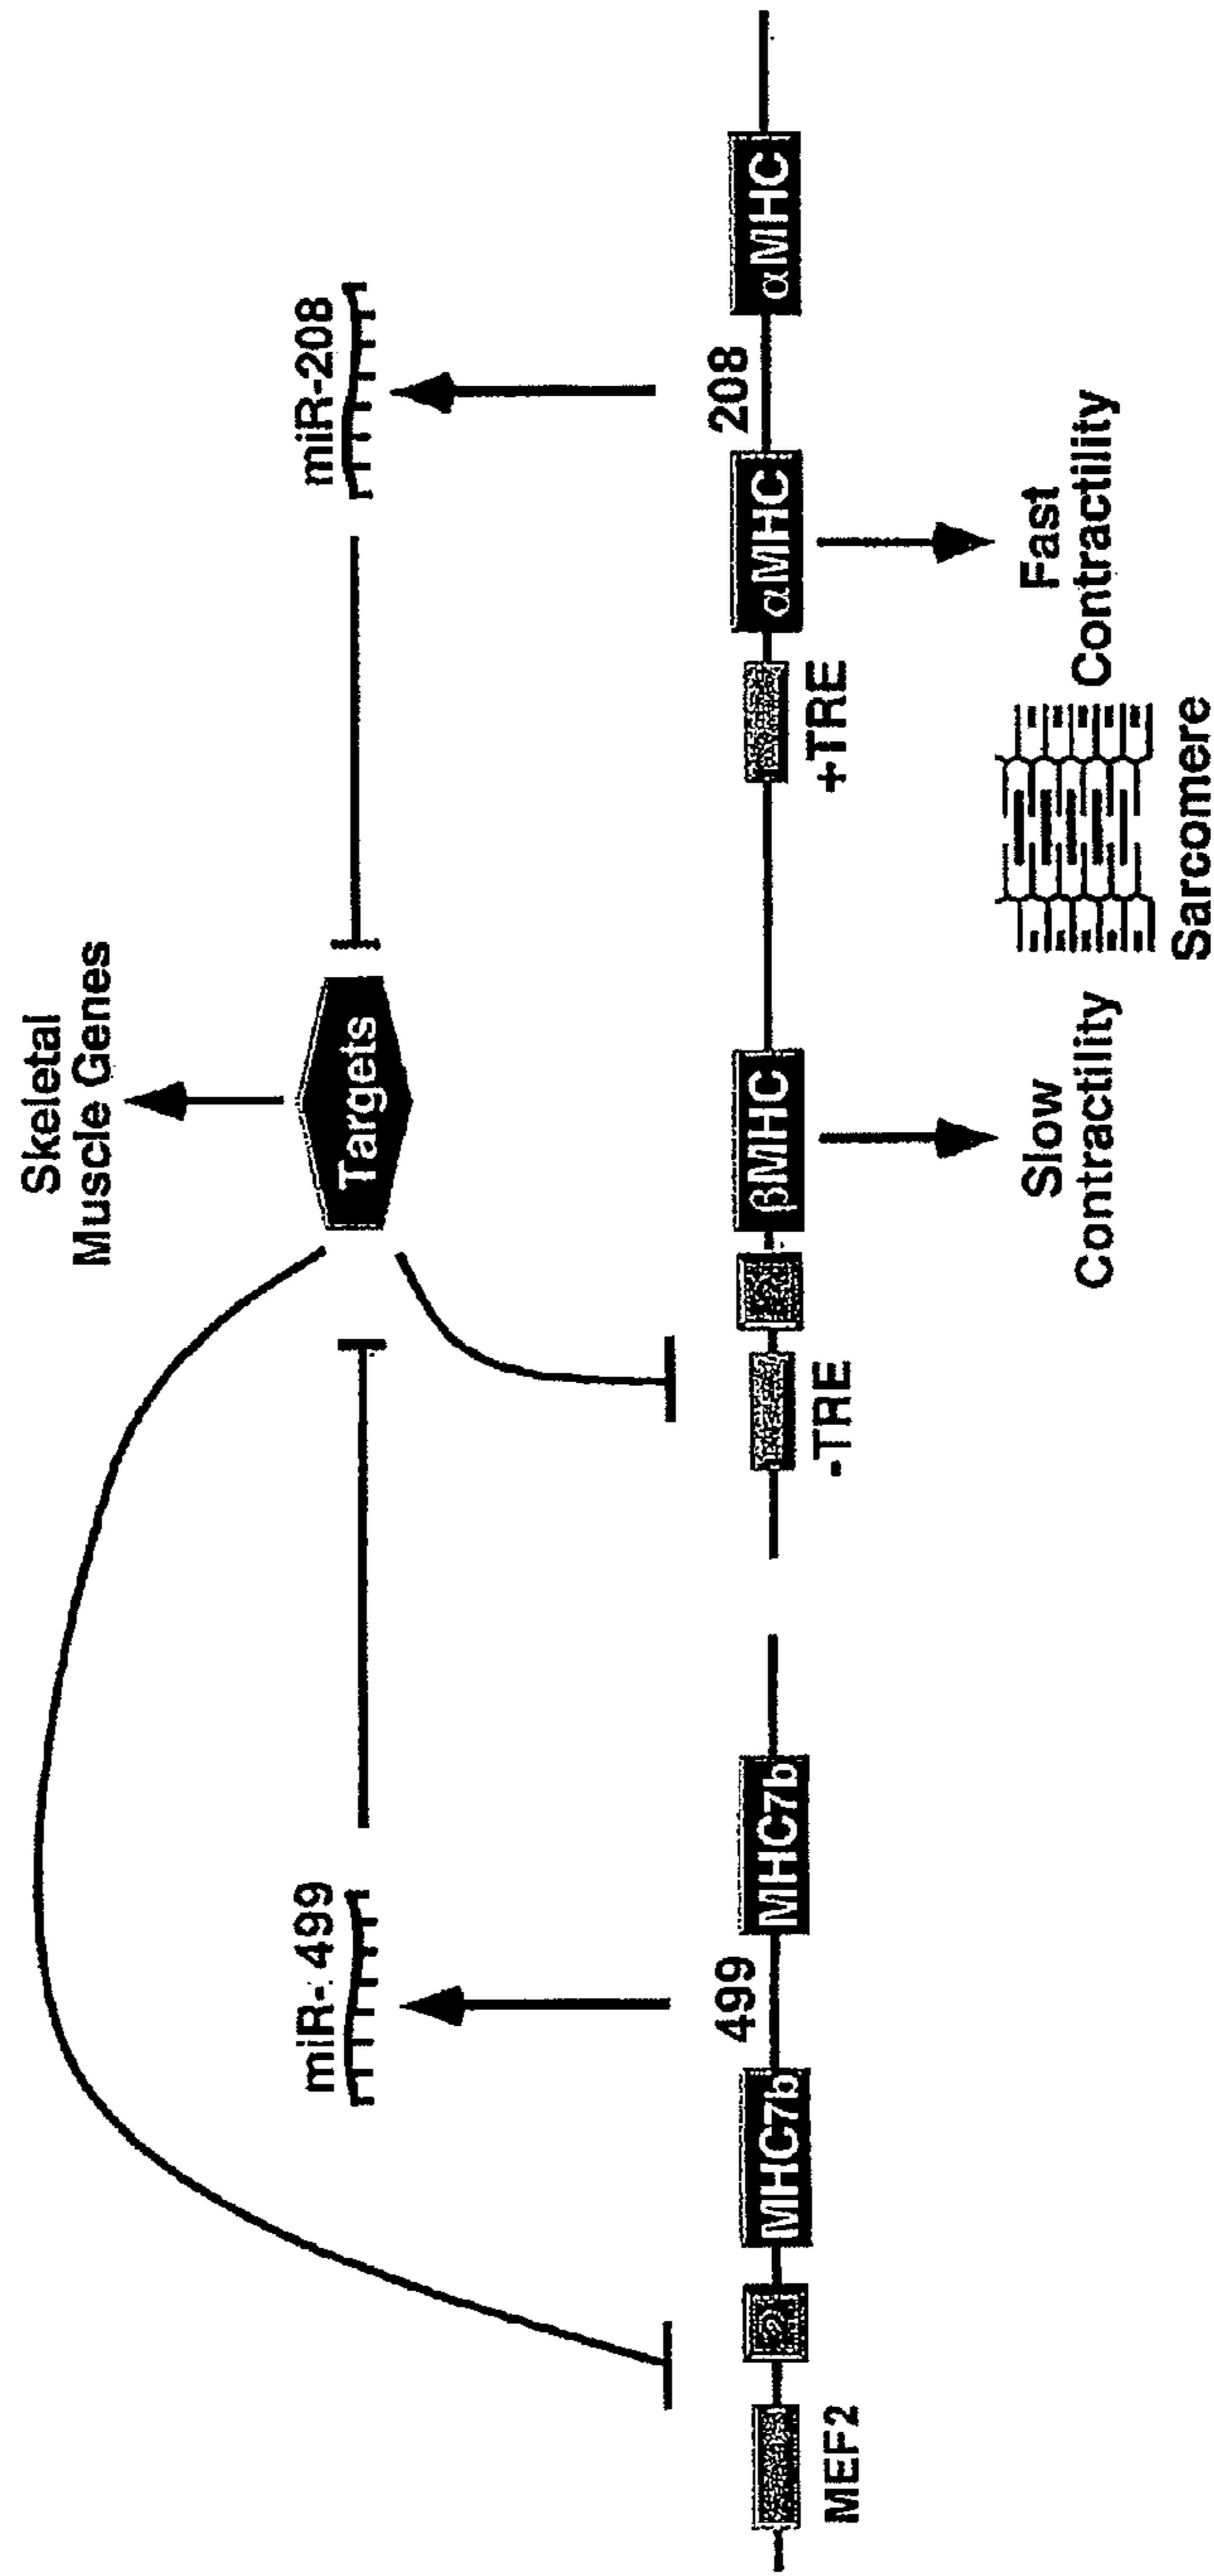 Skeletal
Muscle Genes
miR-499
Targets
miR-208
499
208
MHC7b
MHC7b
βMHC
αMHC
αMHC
MEF2
-TRE
+TRE
Slow
Contractility
Fast
Contractility
Sarcomere